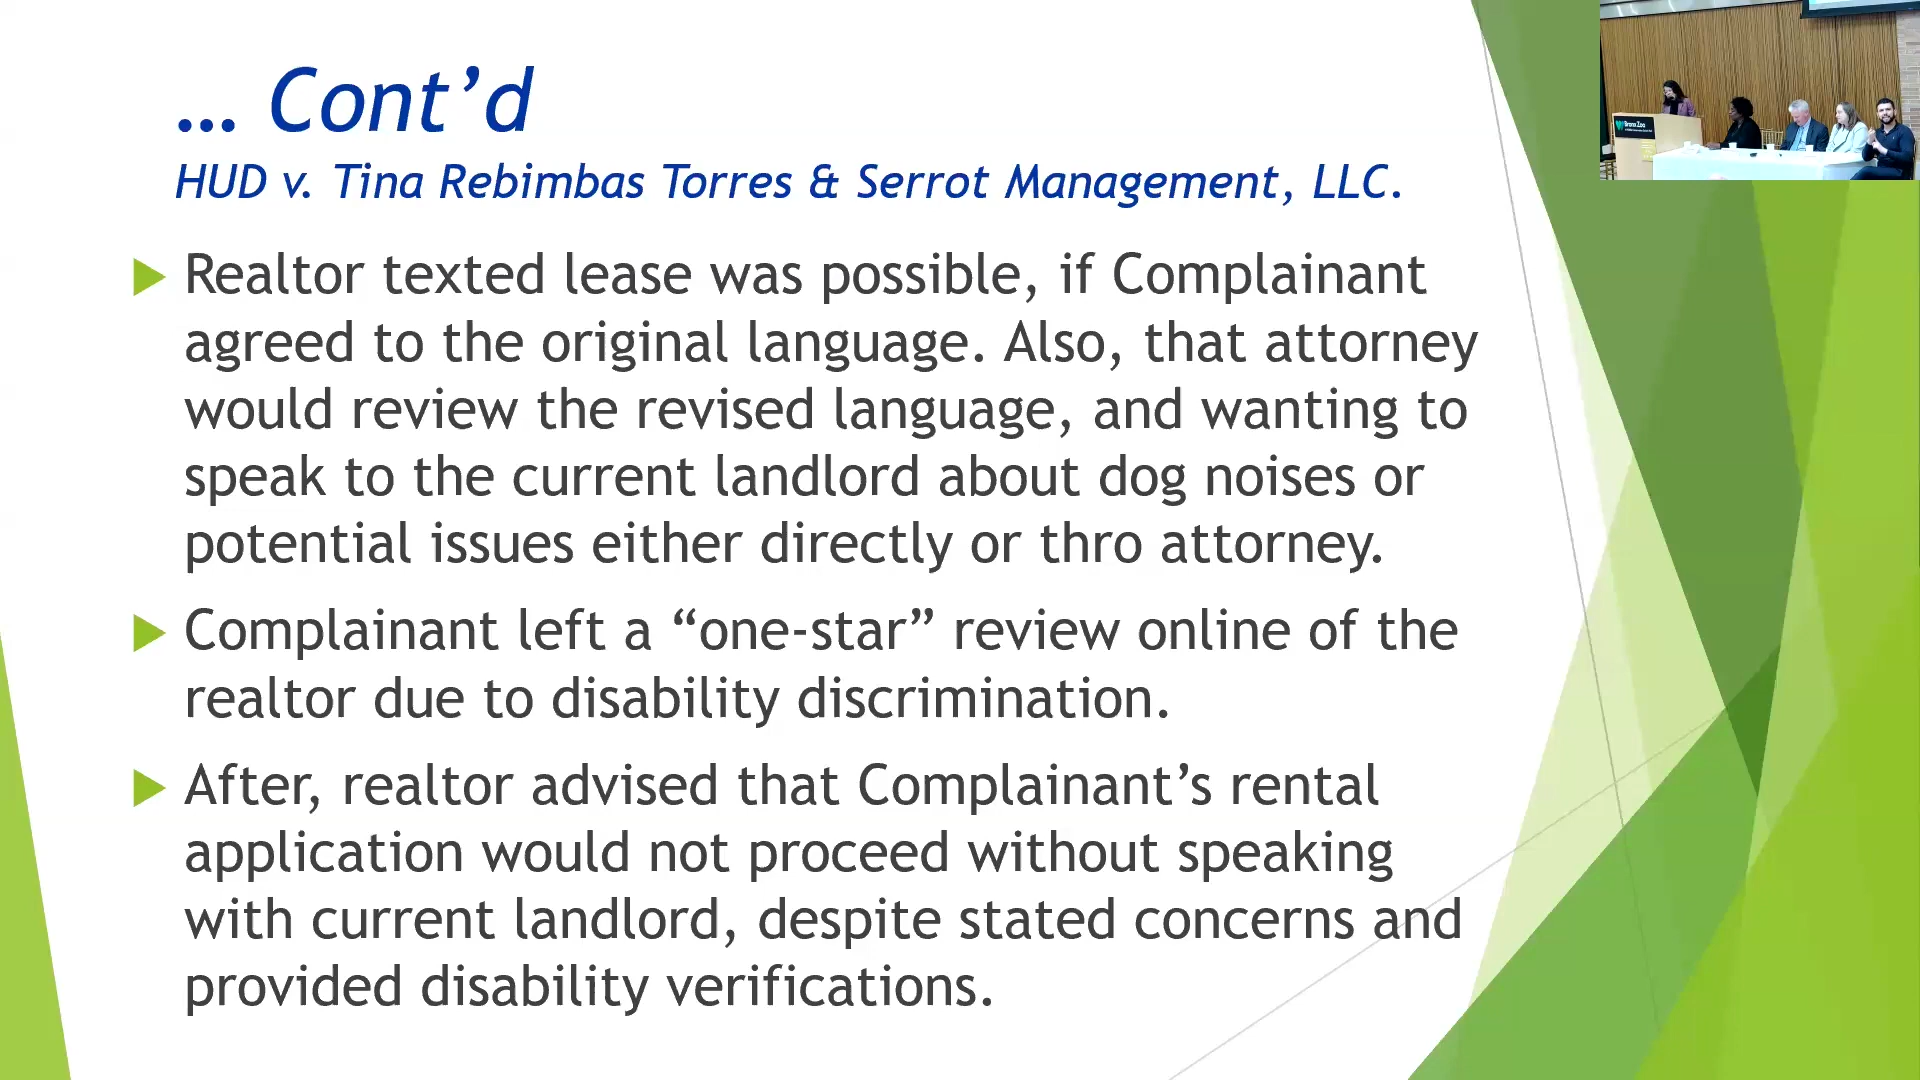 … Cont’d
HUD v. Tina Rebimbas Torres & Serrot Management, LLC.
Realtor texted lease was possible, if Complainant
agreed to the original language. Also, that attorney
would review the revised language, and wanting to
speak to the current landlord about dog noises or
potential issues either directly or thro attorney.
Complainant left a “one-star” review online of the
realtor due to disability discrimination.
After, realtor advised that Complainant’s rental
application would not proceed without speaking
with current landlord, despite stated concerns and
provided disability verifications.
Bronx Zoo